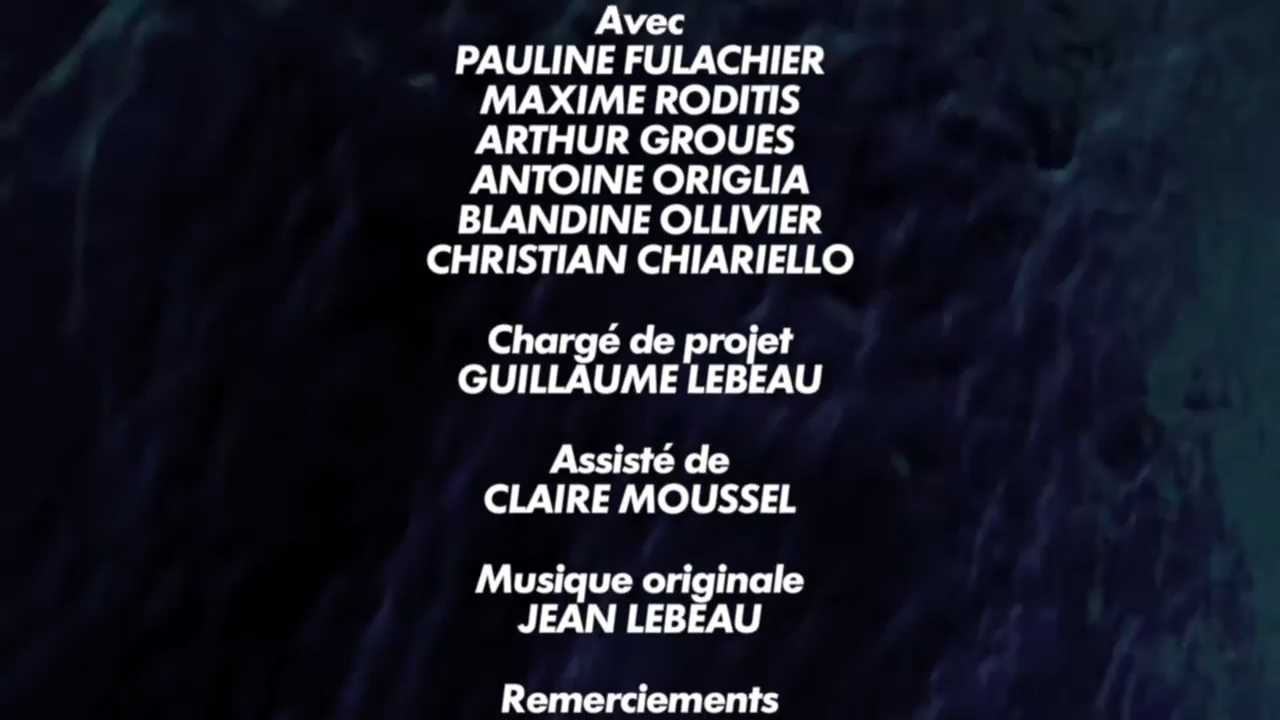 Avec
PAULINE FULACHIER
MAXIME RODITIS
ARTHUR GROUES
ANTOINE ORIGLIA
BLANDINE OLLIVIER
CHRISTIAN CHIARIELLO
Chargé de projet
GUILLAUME LEBEAU
Assisté de
CLAIRE MOUSSEL
Musique originale
JEAN LEBEAU
Remerciements